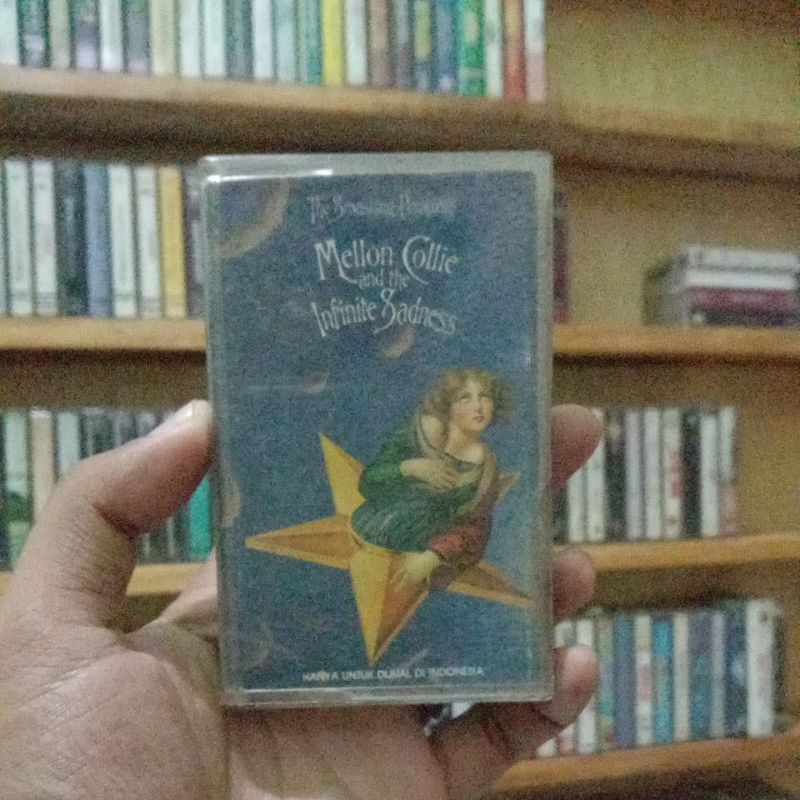 The Smashing Pumpkins
Mellon Collie
and the
Infinite Sadness
HANYA UNTUK DIJUAL DI INDONESIA